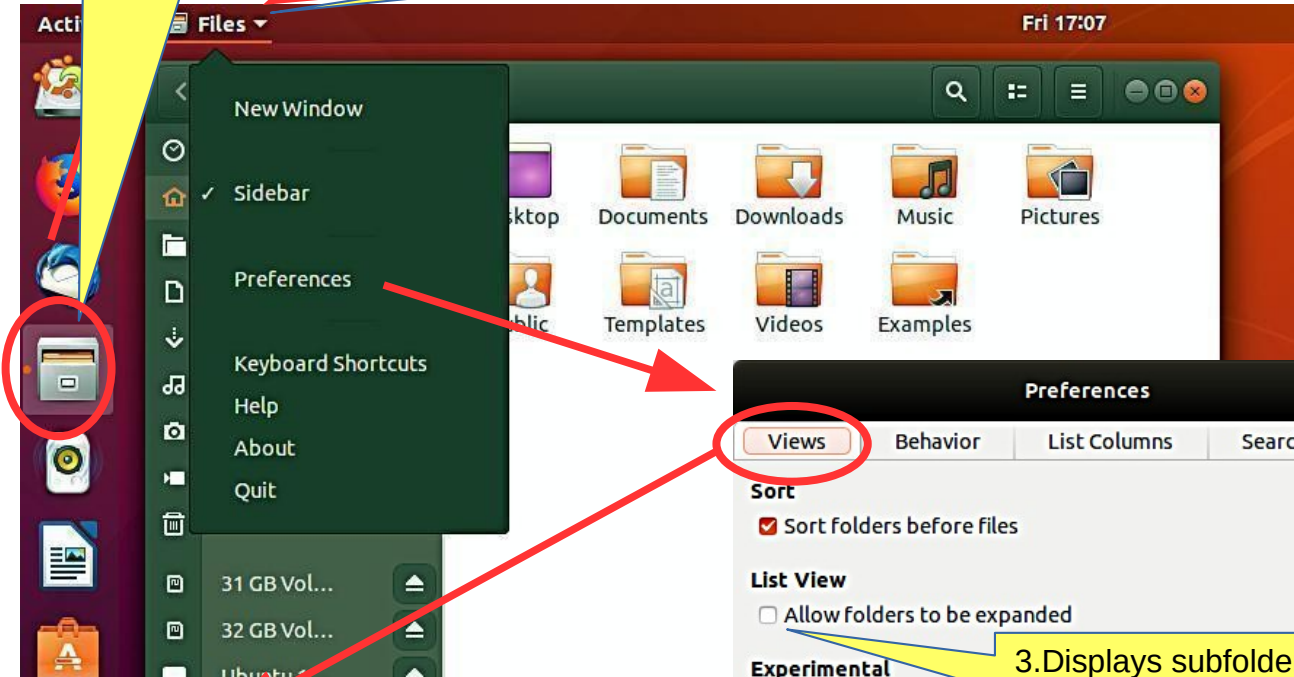 Files
Fri 17:07
New Window
Sidebar
Preferences
Keyboard Shortcuts
Help
About
Quit
Documents
Downloads
Music
Pictures
Templates
Videos
Examples
31 GB Vol...
32 GB Vol...
Preferences
Views
Behavior
List Columns
Sort
Sort folders before files
List View
Allow folders to be expanded
Experimental
3.Displays